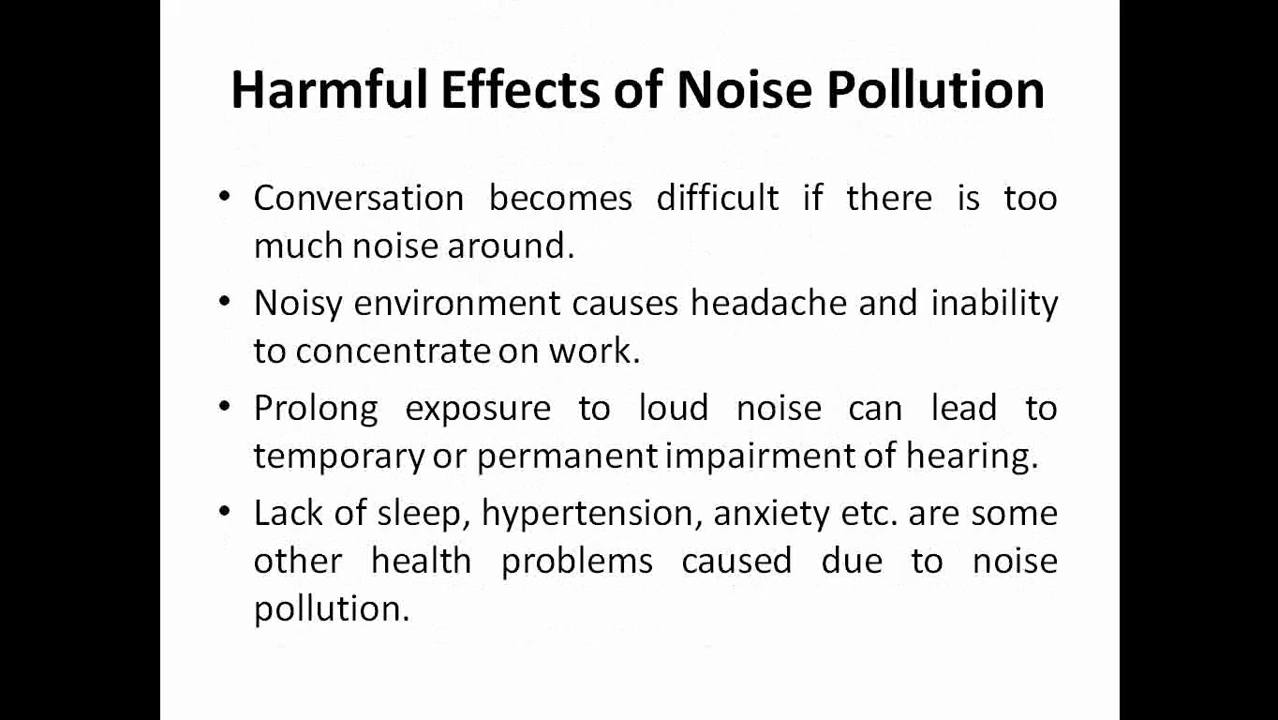 Harmful Effects of Noise Pollution
• Conversation becomes difficult if there is too
much noise around.
• Noisy environment causes headache and inability
to concentrate on work.
• Prolong exposure to loud noise can lead to
temporary or permanent impairment of hearing.
• Lack of sleep, hypertension, anxiety etc. are some
other health problems caused due to noise
pollution.